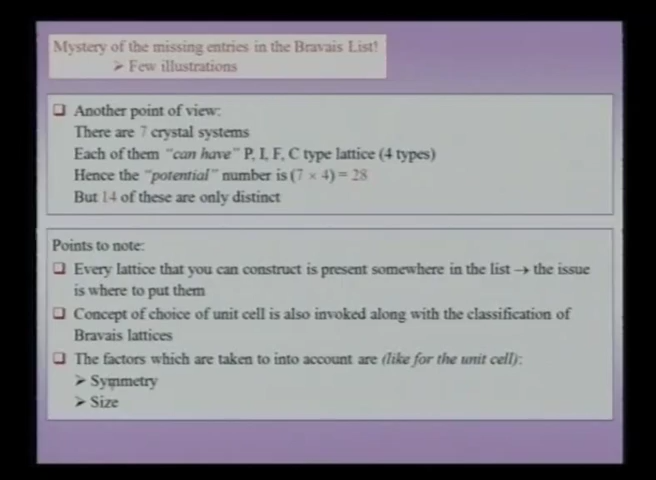 Mystery of the missing entries in the Bravais List!
➢ Few illustrations
❑ Another point of view:
There are 7 crystal systems
Each of them "can have" P, I, F, C type lattice (4 types)
Hence the "potential" number is (7 × 4) = 28
But 14 of these are only distinct
Points to note:
❑ Every lattice that you can construct is present somewhere in the list → the issue
is where to put them
❑ Concept of choice of unit cell is also invoked along with the classification of
Bravais lattices
❑ The factors which are taken to into account are (like for the unit cell):
➢ Symmetry
➢ Size